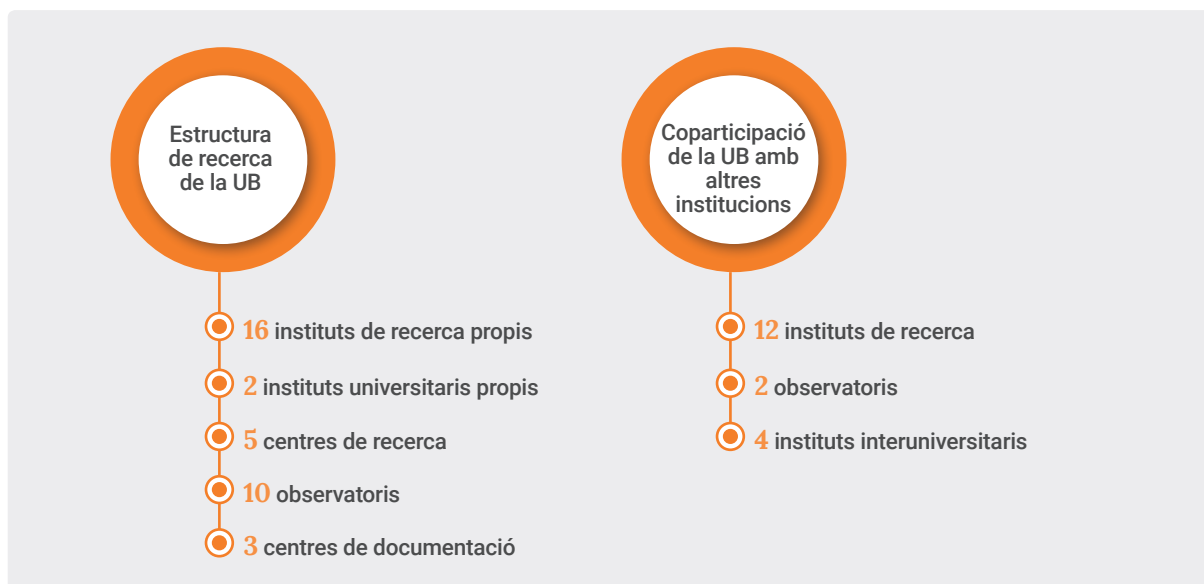 Estructura
de recerca
de la UB
16 instituts de recerca propis
2 instituts universitaris propis
5 centres de recerca
10 observatoris
3 centres de documentació
Coparticipació
de la UB amb
altres
institucions
12 instituts de recerca
2 observatoris
4 instituts interuniversitaris